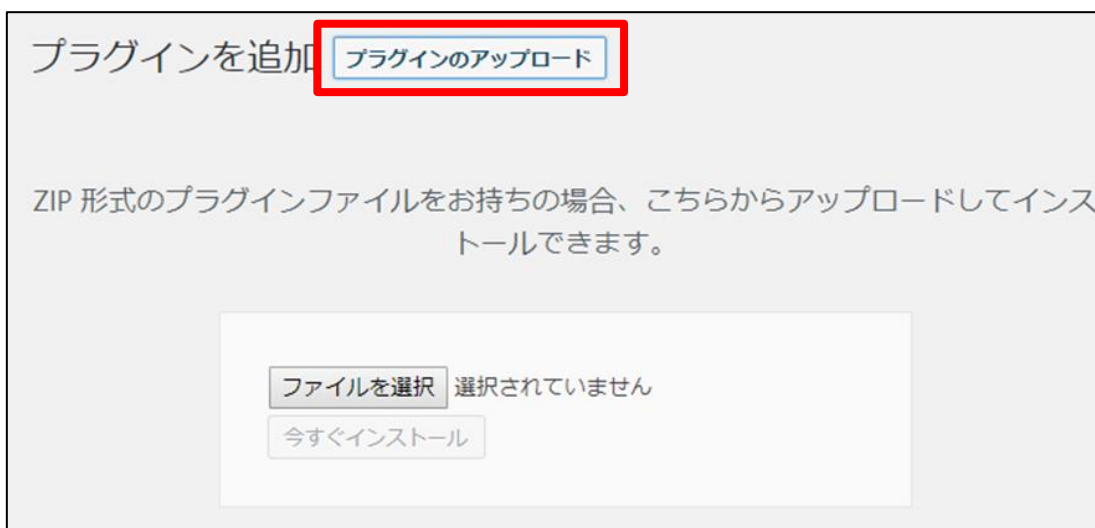 プラグインを追加 プラグインのアップロード
ZIP 形式のプラグインファイルをお持ちの場合、こちらからアップロードしてインス
トールできます。
ファイルを選択 選択されていません
今すぐインストール